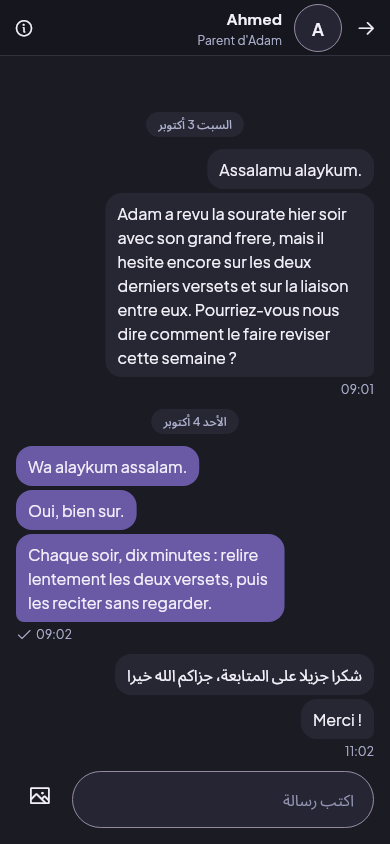 Ahmed
Parent d'Adam
A
السبت 3 أكتوبر
Assalamu alaykum.
Adam a revu la sourate hier soir
avec son grand frere, mais il
hesite encore sur les deux
derniers versets et sur la liaison
entre eux. Pourriez-vous nous
dire comment le faire reviser
cette semaine ?
09:01
الأحد 4 أكتوبر
Wa alaykum assalam.
Oui, bien sur.
Chaque soir, dix minutes : relire
lentement les deux versets, puis
les reciter sans regarder.
09:02
شكرا جزيلا على المتابعة، جزاكم الله خيرا
Merci !
11:02
اكتب رسالة